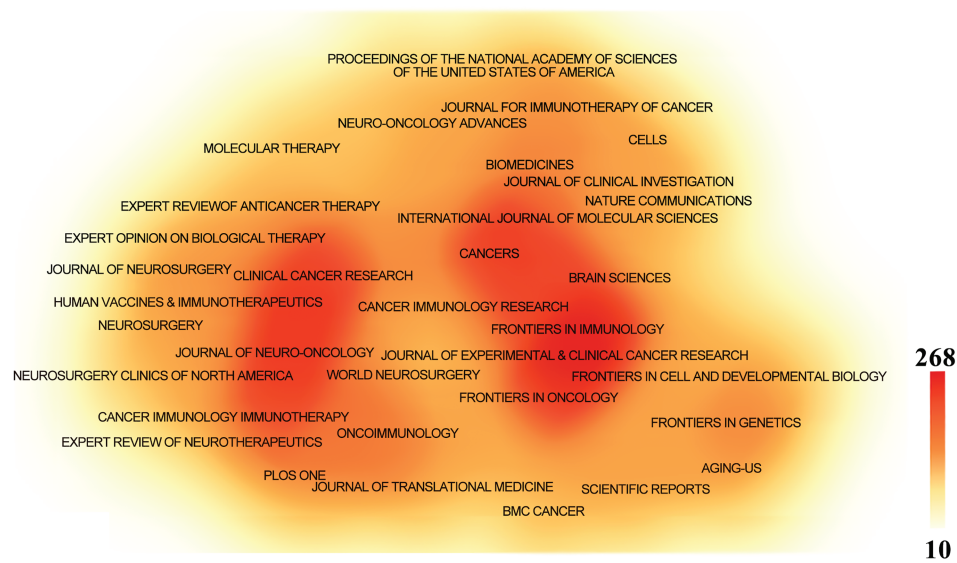 PROCEEDINGS OF THE NATIONAL ACADEMY OF SCIENCES
OF THE UNITED STATES OF AMERICA
JOURNAL FOR IMMUNOTHERAPY OF CANCER
NEURO-ONCOLOGY ADVANCES
CELLS
MOLECULAR THERAPY
BIOMEDICINES
JOURNAL OF CLINICAL INVESTIGATION
NATURE COMMUNICATIONS
EXPERT REVIEWOF ANTICANCER THERAPY
INTERNATIONAL JOURNAL OF MOLECULAR SCIENCES
EXPERT OPINION ON BIOLOGICAL THERAPY
CANCERS
JOURNAL OF NEUROSURGERY
CLINICAL CANCER RESEARCH
BRAIN SCIENCES
HUMAN VACCINES & IMMUNOTHERAPEUTICS
CANCER IMMUNOLOGY RESEARCH
NEUROSURGERY
FRONTIERS IN IMMUNOLOGY
JOURNAL OF NEURO-ONCOLOGY
JOURNAL OF EXPERIMENTAL & CLINICAL CANCER RESEARCH
268
NEUROSURGERY CLINICS OF NORTH AMERICA
WORLD NEUROSURGERY
FRONTIERS IN CELL AND DEVELOPMENTAL BIOLOGY
FRONTIERS IN ONCOLOGY
CANCER IMMUNOLOGY IMMUNOTHERAPY
FRONTIERS IN GENETICS
ONCOIMMUNOLOGY
EXPERT REVIEW OF NEUROTHERAPEUTICS
AGING-US
PLOS ONE
JOURNAL OF TRANSLATIONAL MEDICINE
SCIENTIFIC REPORTS
BMC CANCER
10